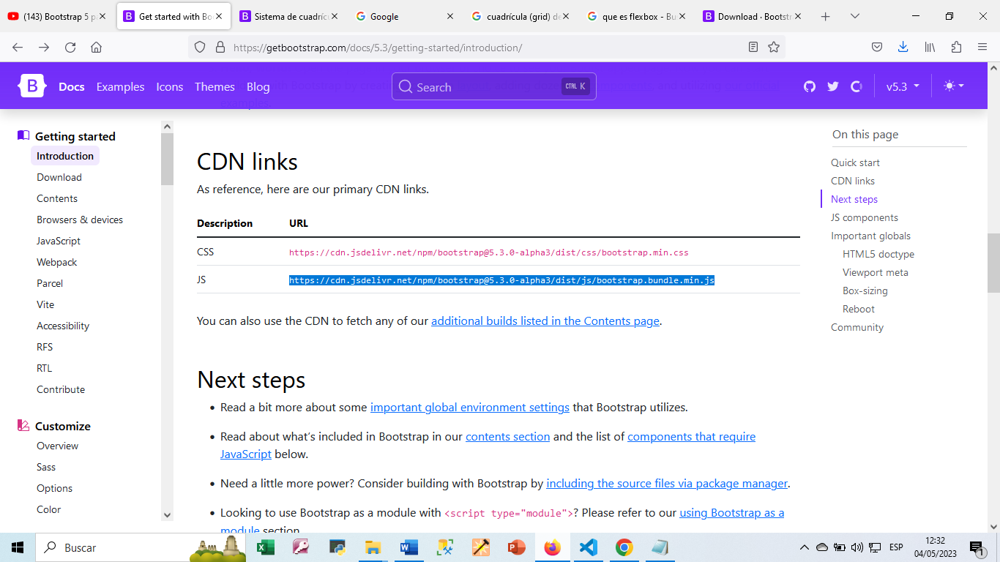 (143) Bootstrap 5 p
Get started with Bo
Sistema de cuadríc
Google
cuadrícula (grid) de
que es flexbox - Bu
Download · Bootst
https://getbootstrap.com/docs/5.3/getting-started/introduction/
B
Docs
Examples
Icons
Themes
Blog
Search
CTRL K
v5.3
Getting started
Introduction
Download
Contents
Browsers & devices
JavaScript
Webpack
Parcel
Vite
Accessibility
RFS
RTL
Contribute
Customize
Overview
Sass
Options
Color
CDN links
As reference, here are our primary CDN links.
Description URL
CSS https://cdn.jsdelivr.net/npm/bootstrap@5.3.0-alpha3/dist/css/bootstrap.min.css
JS https://cdn.jsdelivr.net/npm/bootstrap@5.3.0-alpha3/dist/js/bootstrap.bundle.min.js
You can also use the CDN to fetch any of our additional builds listed in the Contents page.
Next steps
• Read a bit more about some important global environment settings that Bootstrap utilizes.
• Read about what's included in Bootstrap in our contents section and the list of components that require
JavaScript below.
• Need a little more power? Consider building with Bootstrap by including the source files via package manager.
• Looking to use Bootstrap as a module with <script type="module">? Please refer to our using Bootstrap as a
module section.
On this page
Quick start
CDN links
Next steps
JS components
Important globals
HTML5 doctype
Viewport meta
Box-sizing
Reboot
Community
Buscar
ESP
12:32
04/05/2023
1